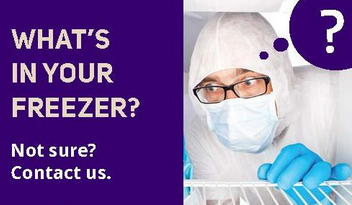 WHAT'S
IN YOUR
FREEZER?
Not sure?
Contact us.
?